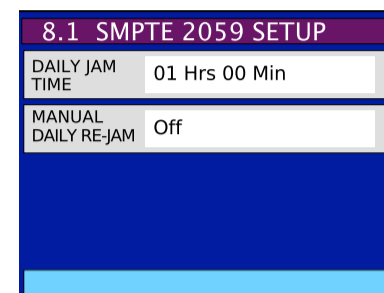 8.1 SMPTE 2059 SETUP
DAILY JAM
TIME
01 Hrs 00 Min
MANUAL
DAILY RE-JAM
Off